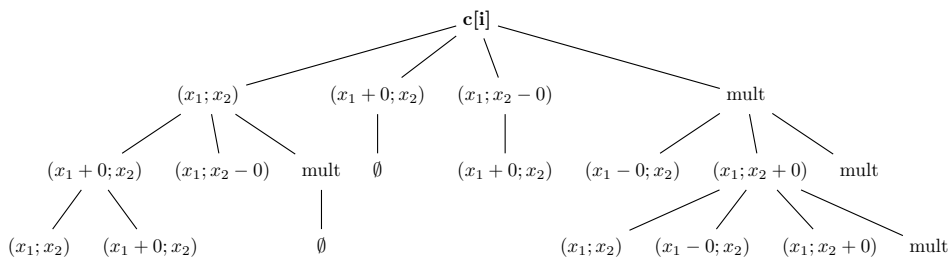 c[i]
(x₁; x₂) (x₁ + 0; x₂) (x₁; x₂ − 0) mult
(x₁ + 0; x₂) (x₁; x₂ − 0) mult ∅ (x₁ + 0; x₂) (x₁ − 0; x₂) (x₁; x₂ + 0) mult
(x₁; x₂) (x₁ + 0; x₂) ∅ (x₁; x₂) (x₁ − 0; x₂) (x₁; x₂ + 0) mult